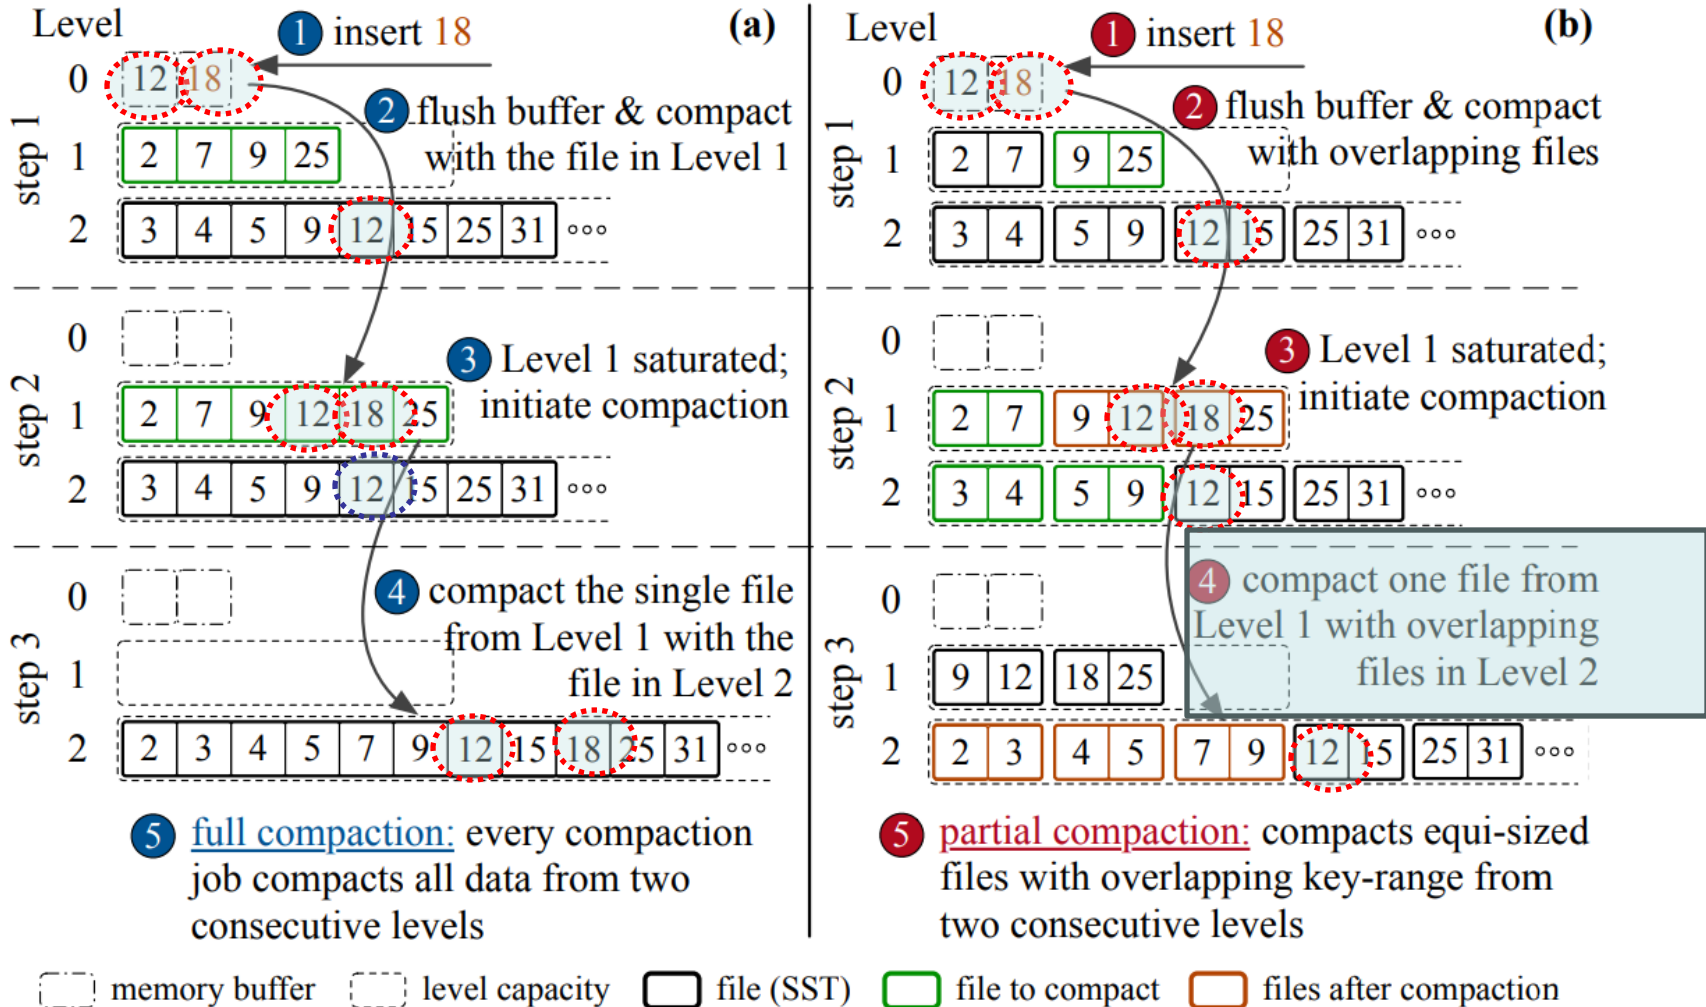 Level
1 insert 18
(a)
0
12 18
2 flush buffer & compact
with the file in Level 1
step 1
1
2 7 9 25
2
3 4 5 9 12 15 25 31
0
3 Level 1 saturated;
initiate compaction
step 2
1
2 7 9 12 18 25
2
3 4 5 9 12 15 25 31
0
4 compact the single file
from Level 1 with the
file in Level 2
step 3
1
2
2 3 4 5 7 9 12 15 18 25 31
5 full compaction: every compaction
job compacts all data from two
consecutive levels
Level
1 insert 18
(b)
0
12 18
2 flush buffer & compact
with overlapping files
step 1
1
2 7 9 25
2
3 4 5 9 12 15 25 31
0
3 Level 1 saturated;
initiate compaction
step 2
1
2 7 9 12 18 25
2
3 4 5 9 12 15 25 31
0
4 compact one file from
Level 1 with overlapping
files in Level 2
step 3
1
9 12 18 25
2
2 3 4 5 7 9 12 15 25 31
5 partial compaction: compacts equi-sized
files with overlapping key-range from
two consecutive levels
memory buffer level capacity file (SST) file to compact files after compaction